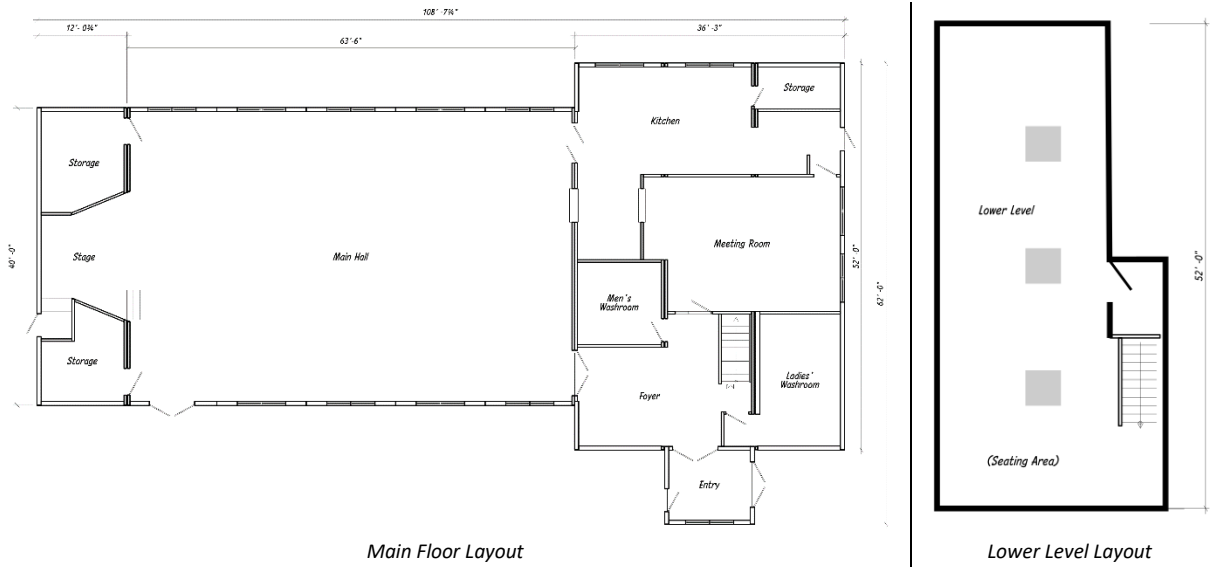 108' -7¼"
12'- 0¾"
63'-6"
36' -3"
Storage
Kitchen
Storage
Stage
Main Hall
Meeting Room
Men's
Washroom
Storage
Foyer
Ladies'
Washroom
Entry
40' -0"
52' -0"
62' -0"
Main Floor Layout
Lower Level
(Seating Area)
52' -0"
Lower Level Layout